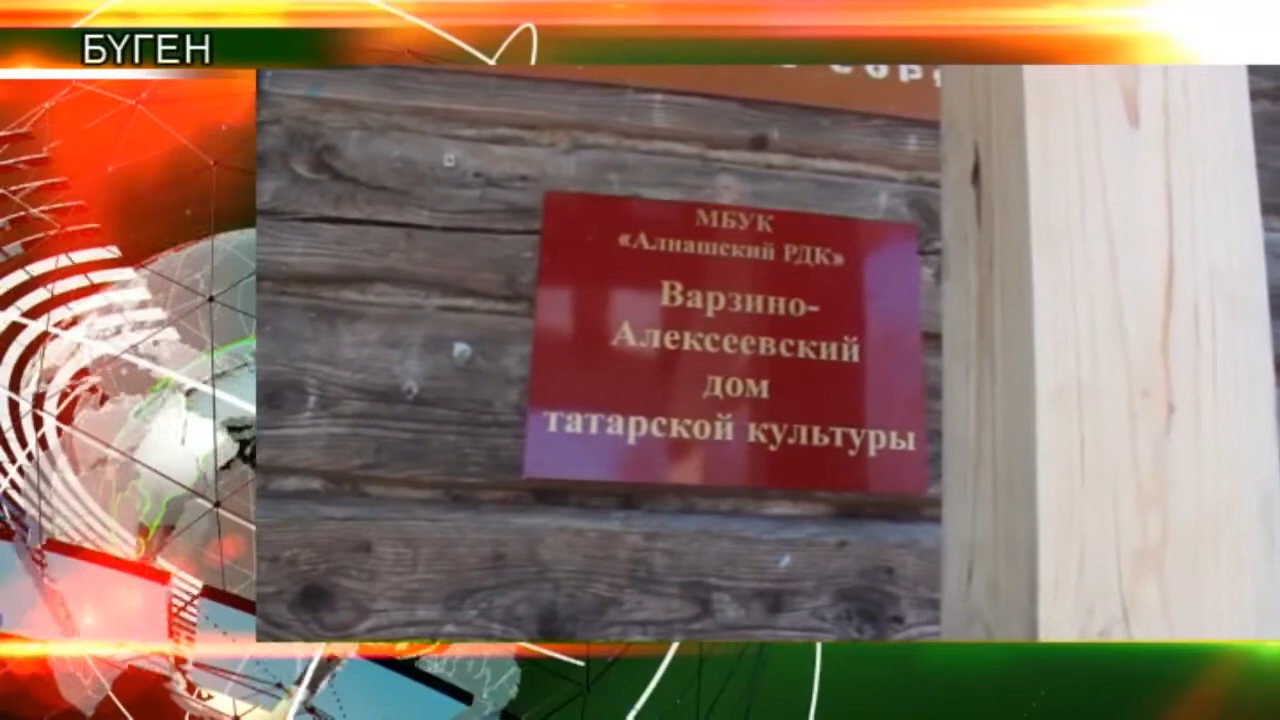 БҮГЕН
МБУК
«Алнашский РДК»
Варзино-
Алексеевский
дом
татарской культуры